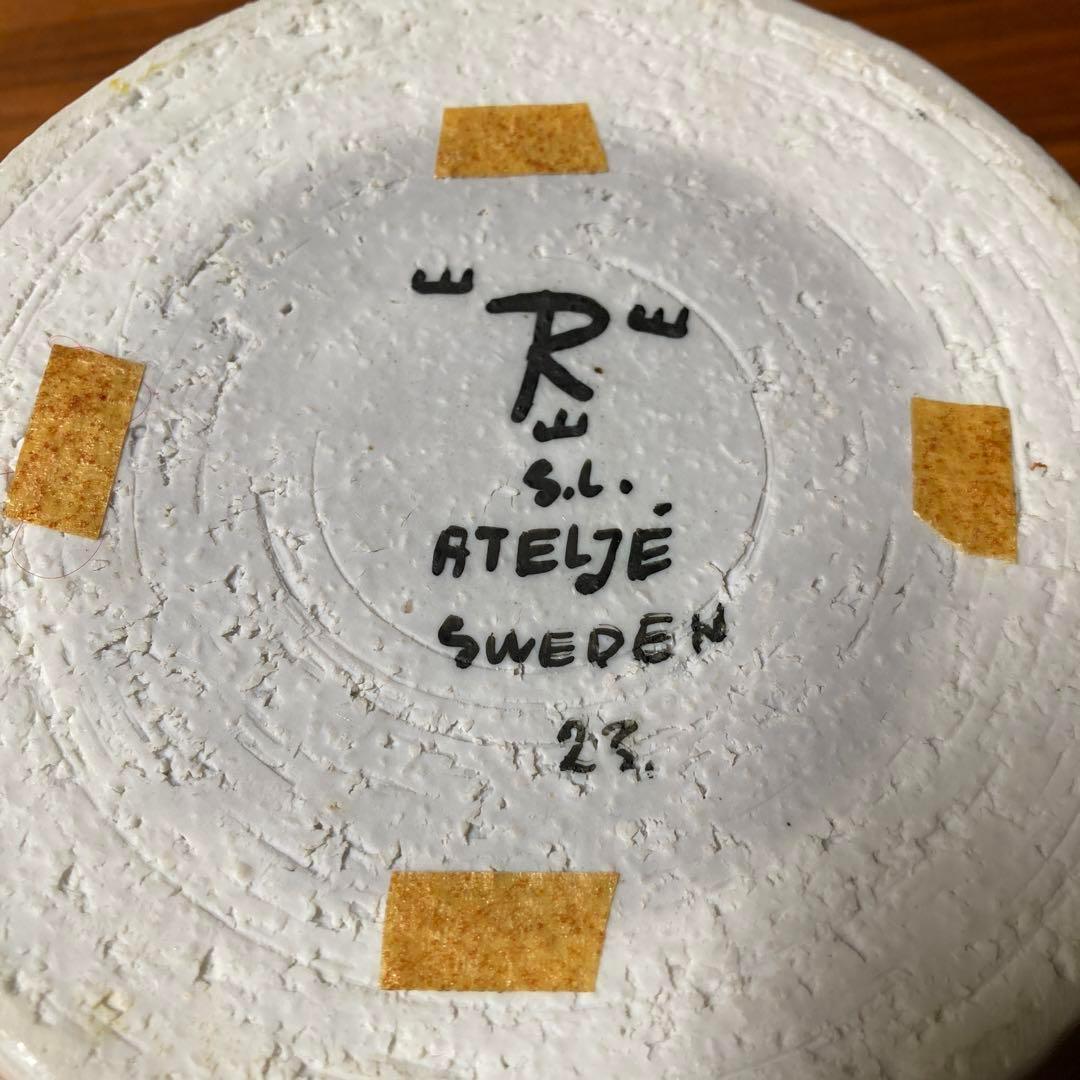 R
S.L.
ATELJÉ
SWEDEN
23.